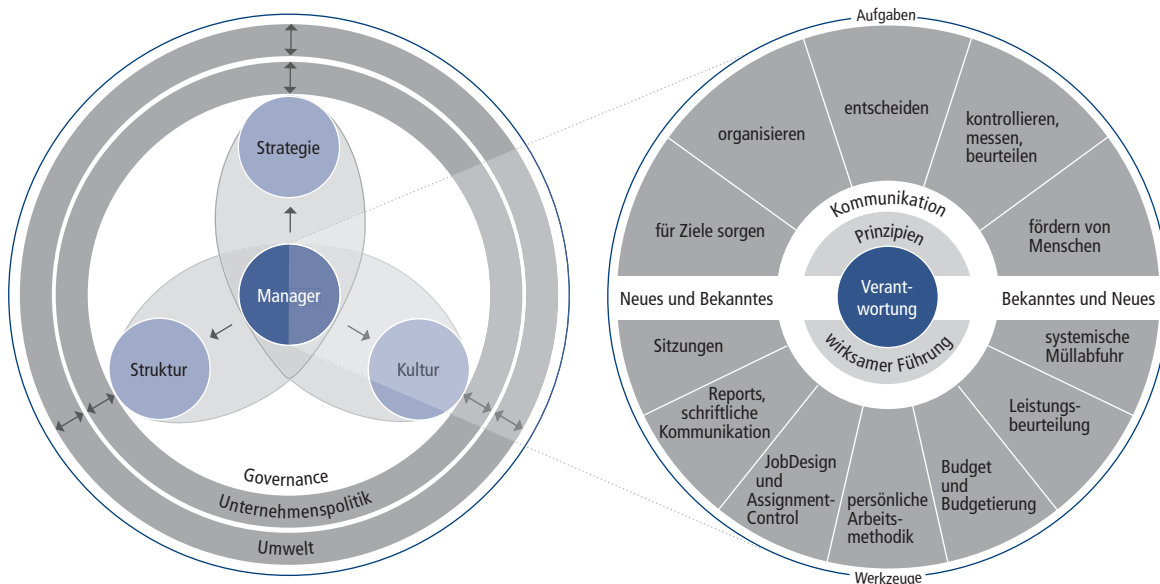 Strategie
Manager
Struktur
Kultur
Governance
Unternehmenspolitik
Umwelt
Aufgaben
für Ziele sorgen
organisieren
entscheiden
kontrollieren,
messen,
beurteilen
fördern von
Menschen
Kommunikation
Prinzipien
Verant-
wortung
wirksamer Führung
Neues und Bekanntes
Bekanntes und Neues
Sitzungen
Reports,
schriftliche
Kommunikation
JobDesign
und
Assignment-
Control
persönliche
Arbeits-
methodik
Budget
und
Budgetierung
Leistungs-
beurteilung
systemische
Müllabfuhr
Werkzeuge